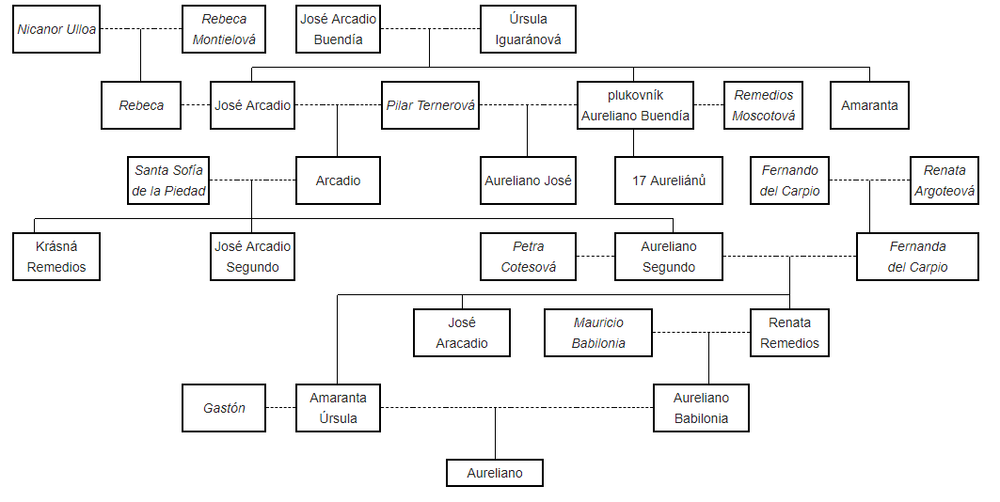 Nicanor Ulloa
Rebeca
Montielová
José Arcadio
Buendía
Úrsula
Iguaránová
Rebeca
José Arcadio
Pilar Ternerová
plukovník
Aureliano Buendía
Remedios
Moscotová
Amaranta
Santa Sofía
de la Piedad
Arcadio
Aureliano José
17 Aureliánů
Fernando
del Carpio
Renata
Argoteová
Krásná
Remedios
José Arcadio
Segundo
Petra
Cotesová
Aureliano
Segundo
Fernanda
del Carpio
José
Aracadio
Mauricio
Babilonia
Renata
Remedios
Gastón
Amaranta
Úrsula
Aureliano
Babilonia
Aureliano